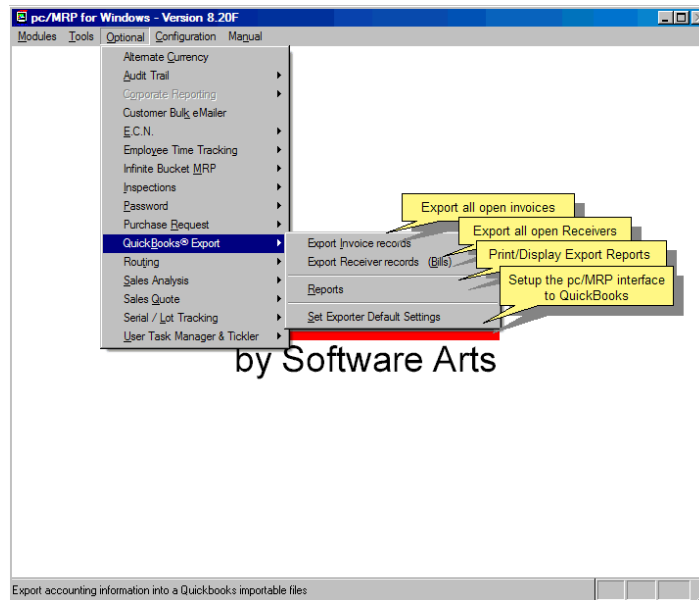 pc/MRP for Windows - Version 8.20F
Modules Tools Optional Configuration Manual
Alternate Currency
Audit Trail
Corporate Reporting
Customer Bulk eMailer
E.C.N.
Employee Time Tracking
Infinite Bucket MRP
Inspections
Password
Purchase Request
QuickBooks® Export
Routing
Sales Analysis
Sales Quote
Serial / Lot Tracking
User Task Manager & Tickler
Export Invoice records
Export Receiver records (Bills)
Reports
Set Exporter Default Settings
Export all open invoices
Export all open Receivers
Print/Display Export Reports
Setup the pc/MRP interface
to QuickBooks
by Software Arts
Export accounting information into a Quickbooks importable files